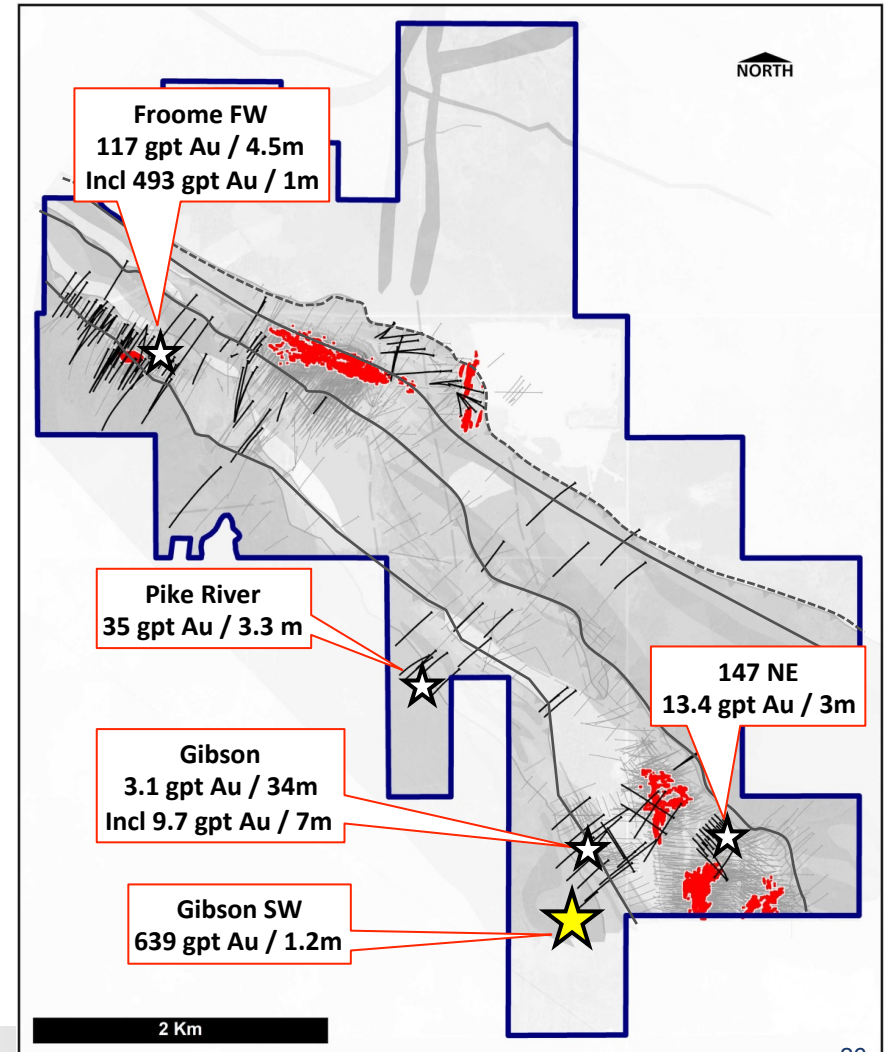 NORTH
Froome FW
117 gpt Au / 4.5m
Incl 493 gpt Au / 1m
Pike River
35 gpt Au / 3.3 m
147 NE
13.4 gpt Au / 3m
Gibson
3.1 gpt Au / 34m
Incl 9.7 gpt Au / 7m
Gibson SW
639 gpt Au / 1.2m
2 Km